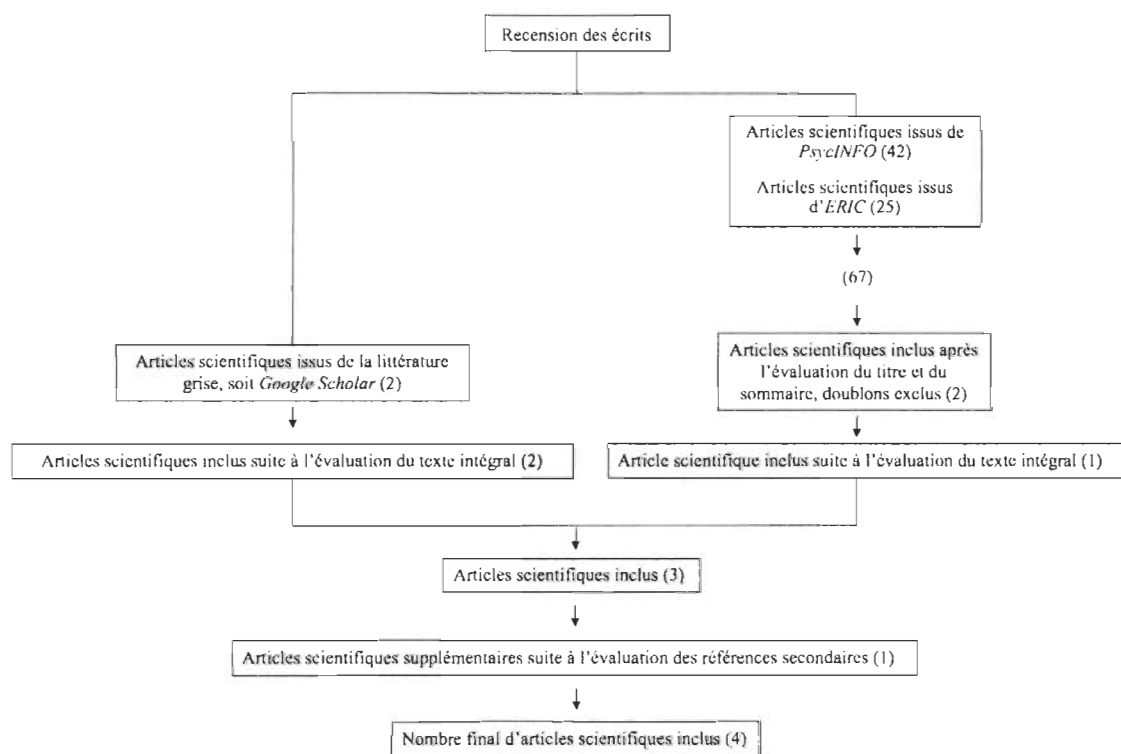 Recension des écrits
Articles scientifiques issus de
PsycINFO (42)
Articles scientifiques issus
d'ERIC (25)
(67)
Articles scientifiques issus de la littérature
grise, soit Google Scholar (2)
Articles scientifiques inclus après
l'évaluation du titre et du
sommaire, doublons exclus (2)
Articles scientifiques inclus suite à l'évaluation du texte intégral (2)
Article scientifique inclus suite à l'évaluation du texte intégral (1)
Articles scientifiques inclus (3)
Articles scientifiques supplémentaires suite à l'évaluation des références secondaires (1)
Nombre final d'articles scientifiques inclus (4)